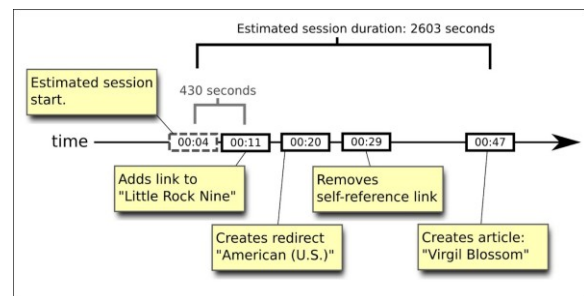 Estimated session duration: 2603 seconds
Estimated session
start.
430 seconds
time
00:04
00:11
00:20
00:29
00:47
Adds link to
"Little Rock Nine"
Removes
self-reference link
Creates redirect
"American (U.S.)"
Creates article:
"Virgil Blossom"